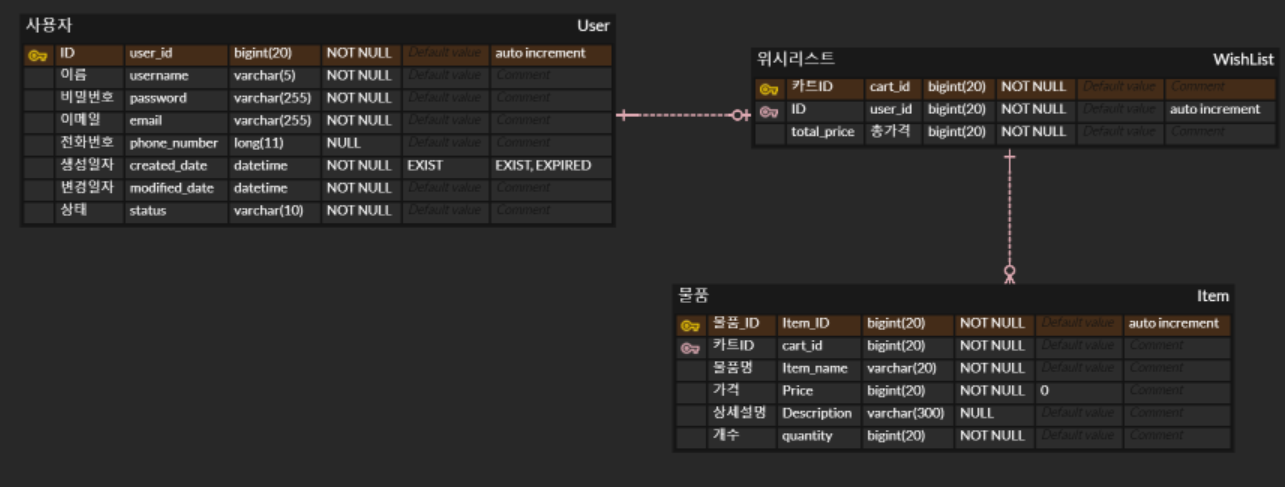 사용자 User
ID user_id bigint(20) NOT NULL Default value auto increment
이름 username varchar(5) NOT NULL Default value Comment
비밀번호 password varchar(255) NOT NULL Default value Comment
이메일 email varchar(255) NOT NULL Default value Comment
전화번호 phone_number long(11) NULL Default value Comment
생성일자 created_date datetime NOT NULL EXIST EXIST, EXPIRED
변경일자 modified_date datetime NOT NULL Default value Comment
상태 status varchar(10) NOT NULL Default value Comment
위시리스트 WishList
카트ID cart_id bigint(20) NOT NULL Default value Comment
ID user_id bigint(20) NOT NULL Default value auto increment
total_price 총가격 bigint(20) NOT NULL Default value Comment
물품 Item
물품_ID Item_ID bigint(20) NOT NULL Default value auto increment
카트ID cart_id bigint(20) NOT NULL Default value Comment
물품명 Item_name varchar(20) NOT NULL Default value Comment
가격 Price bigint(20) NOT NULL 0 Comment
상세설명 Description varchar(300) NULL Default value Comment
개수 quantity bigint(20) NOT NULL Default value Comment